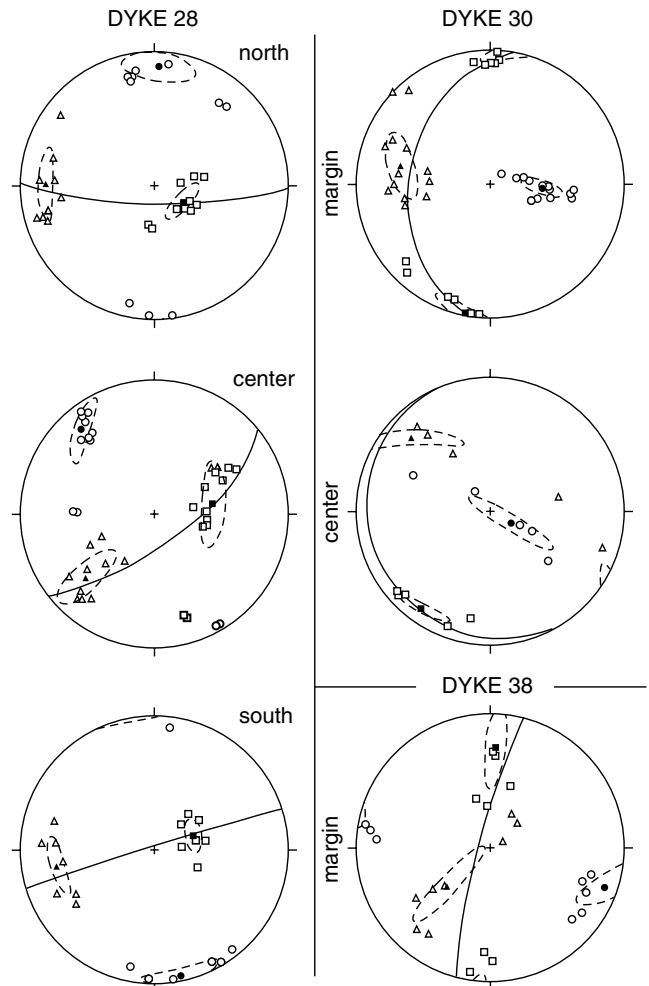 DYKE 28
DYKE 30
north
margin
center
center
south
DYKE 38
margin